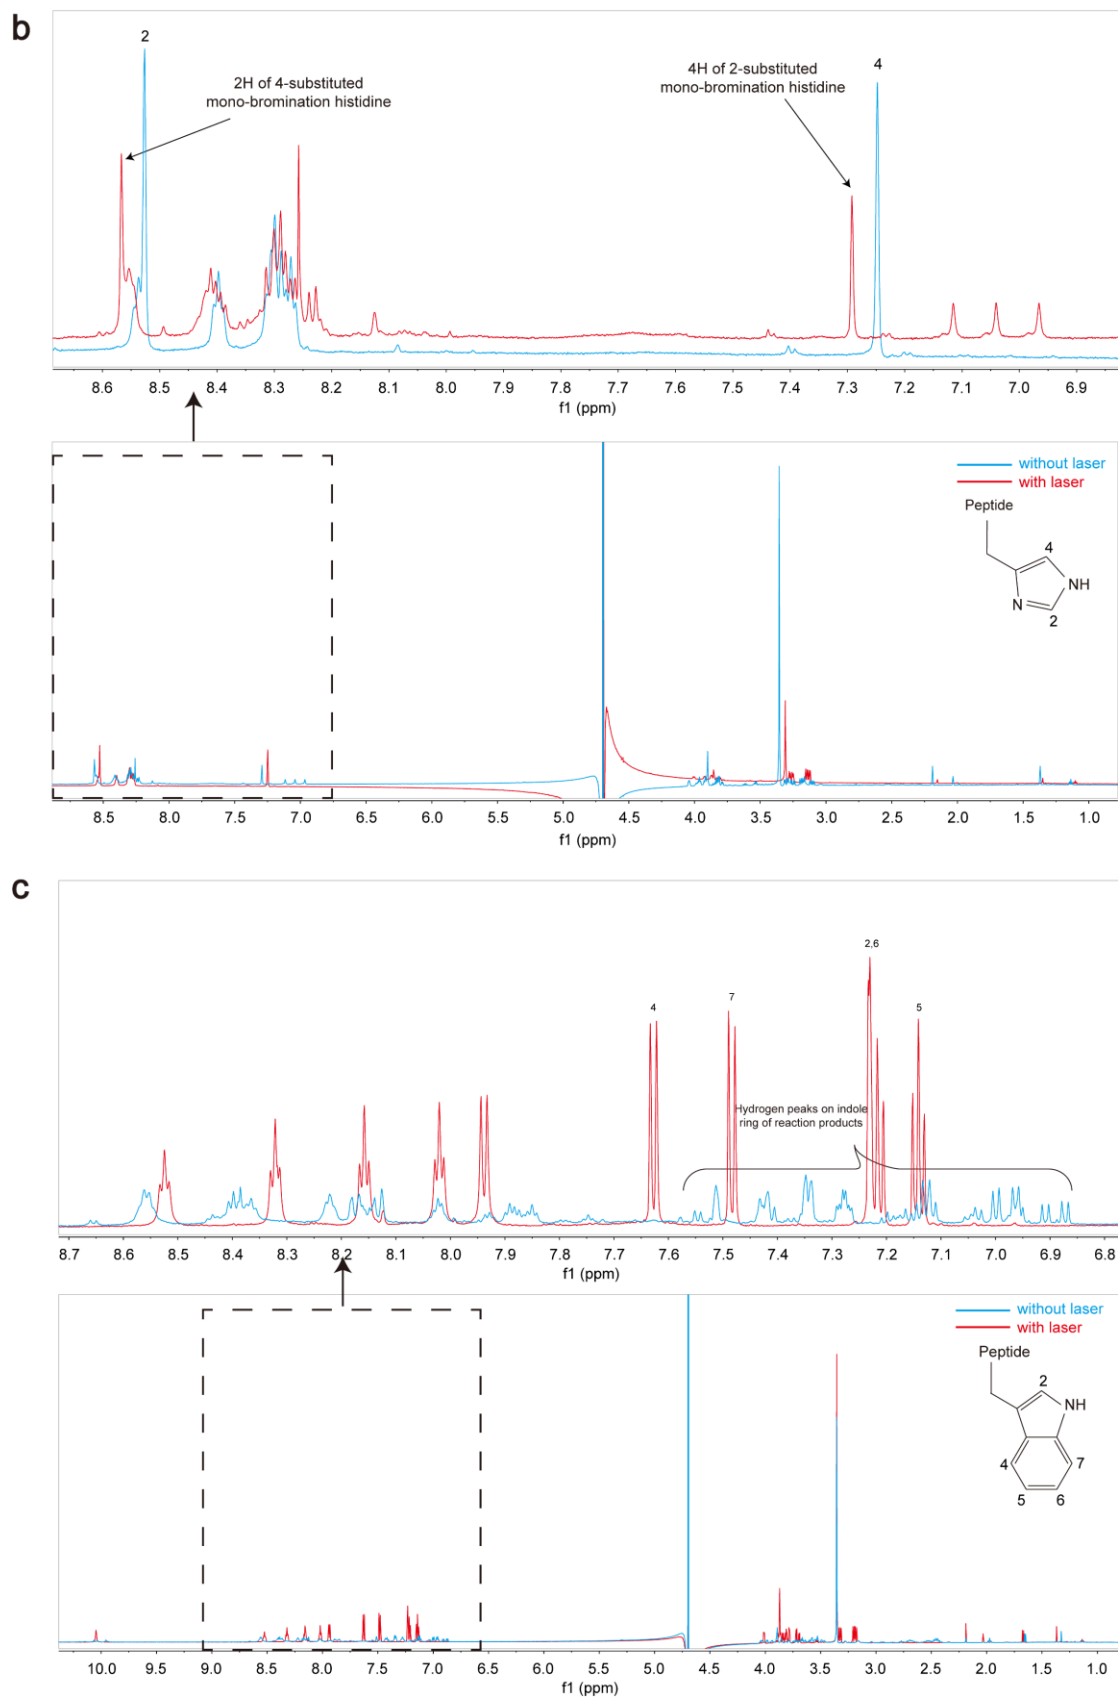 b
2
2H of 4-substituted
mono-bromination histidine
4H of 2-substituted
mono-bromination histidine
4
8.6 8.5 8.4 8.3 8.2 8.1 8.0 7.9 7.8 7.7 7.6 7.5 7.4 7.3 7.2 7.1 7.0 6.9
f1 (ppm)
without laser
with laser
Peptide
4
NH
N
2
8.5 8.0 7.5 7.0 6.5 6.0 5.5 5.0 4.5 4.0 3.5 3.0 2.5 2.0 1.5 1.0
f1 (ppm)
c
2,6
4
7
5
Hydrogen peaks on indole
ring of reaction products
8.7 8.6 8.5 8.4 8.3 8.2 8.1 8.0 7.9 7.8 7.7 7.6 7.5 7.4 7.3 7.2 7.1 7.0 6.9 6.8
f1 (ppm)
without laser
with laser
Peptide
2
NH
4
7
5
6
10.0 9.5 9.0 8.5 8.0 7.5 7.0 6.5 6.0 5.5 5.0 4.5 4.0 3.5 3.0 2.5 2.0 1.5 1.0
f1 (ppm)